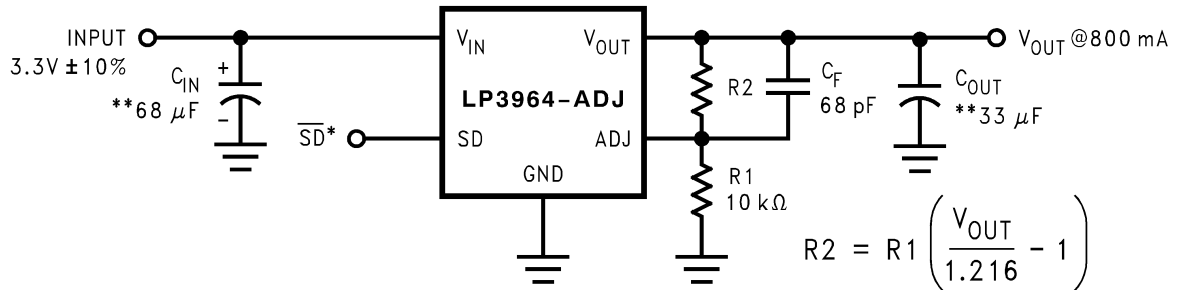 INPUT
3.3V ±10%
+
C_IN
**68 μF
−
SD*
V_IN
V_OUT
LP3964-ADJ
SD
ADJ
GND
R2
C_F
68 pF
R1
10 kΩ
C_OUT
**33 μF
V_OUT @800 mA
R2 = R1 (V_OUT / 1.216 - 1)